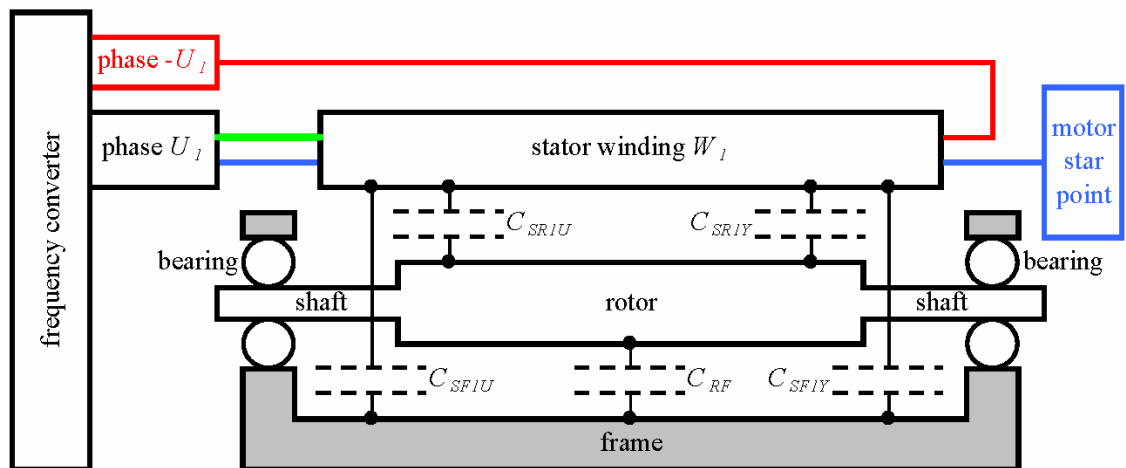 frequency converter
phase -U1
phase U1
stator winding W1
motor
star
point
CSR1U
CSR1Y
bearing
bearing
shaft
rotor
shaft
CSF1U
CRF
CSF1Y
frame